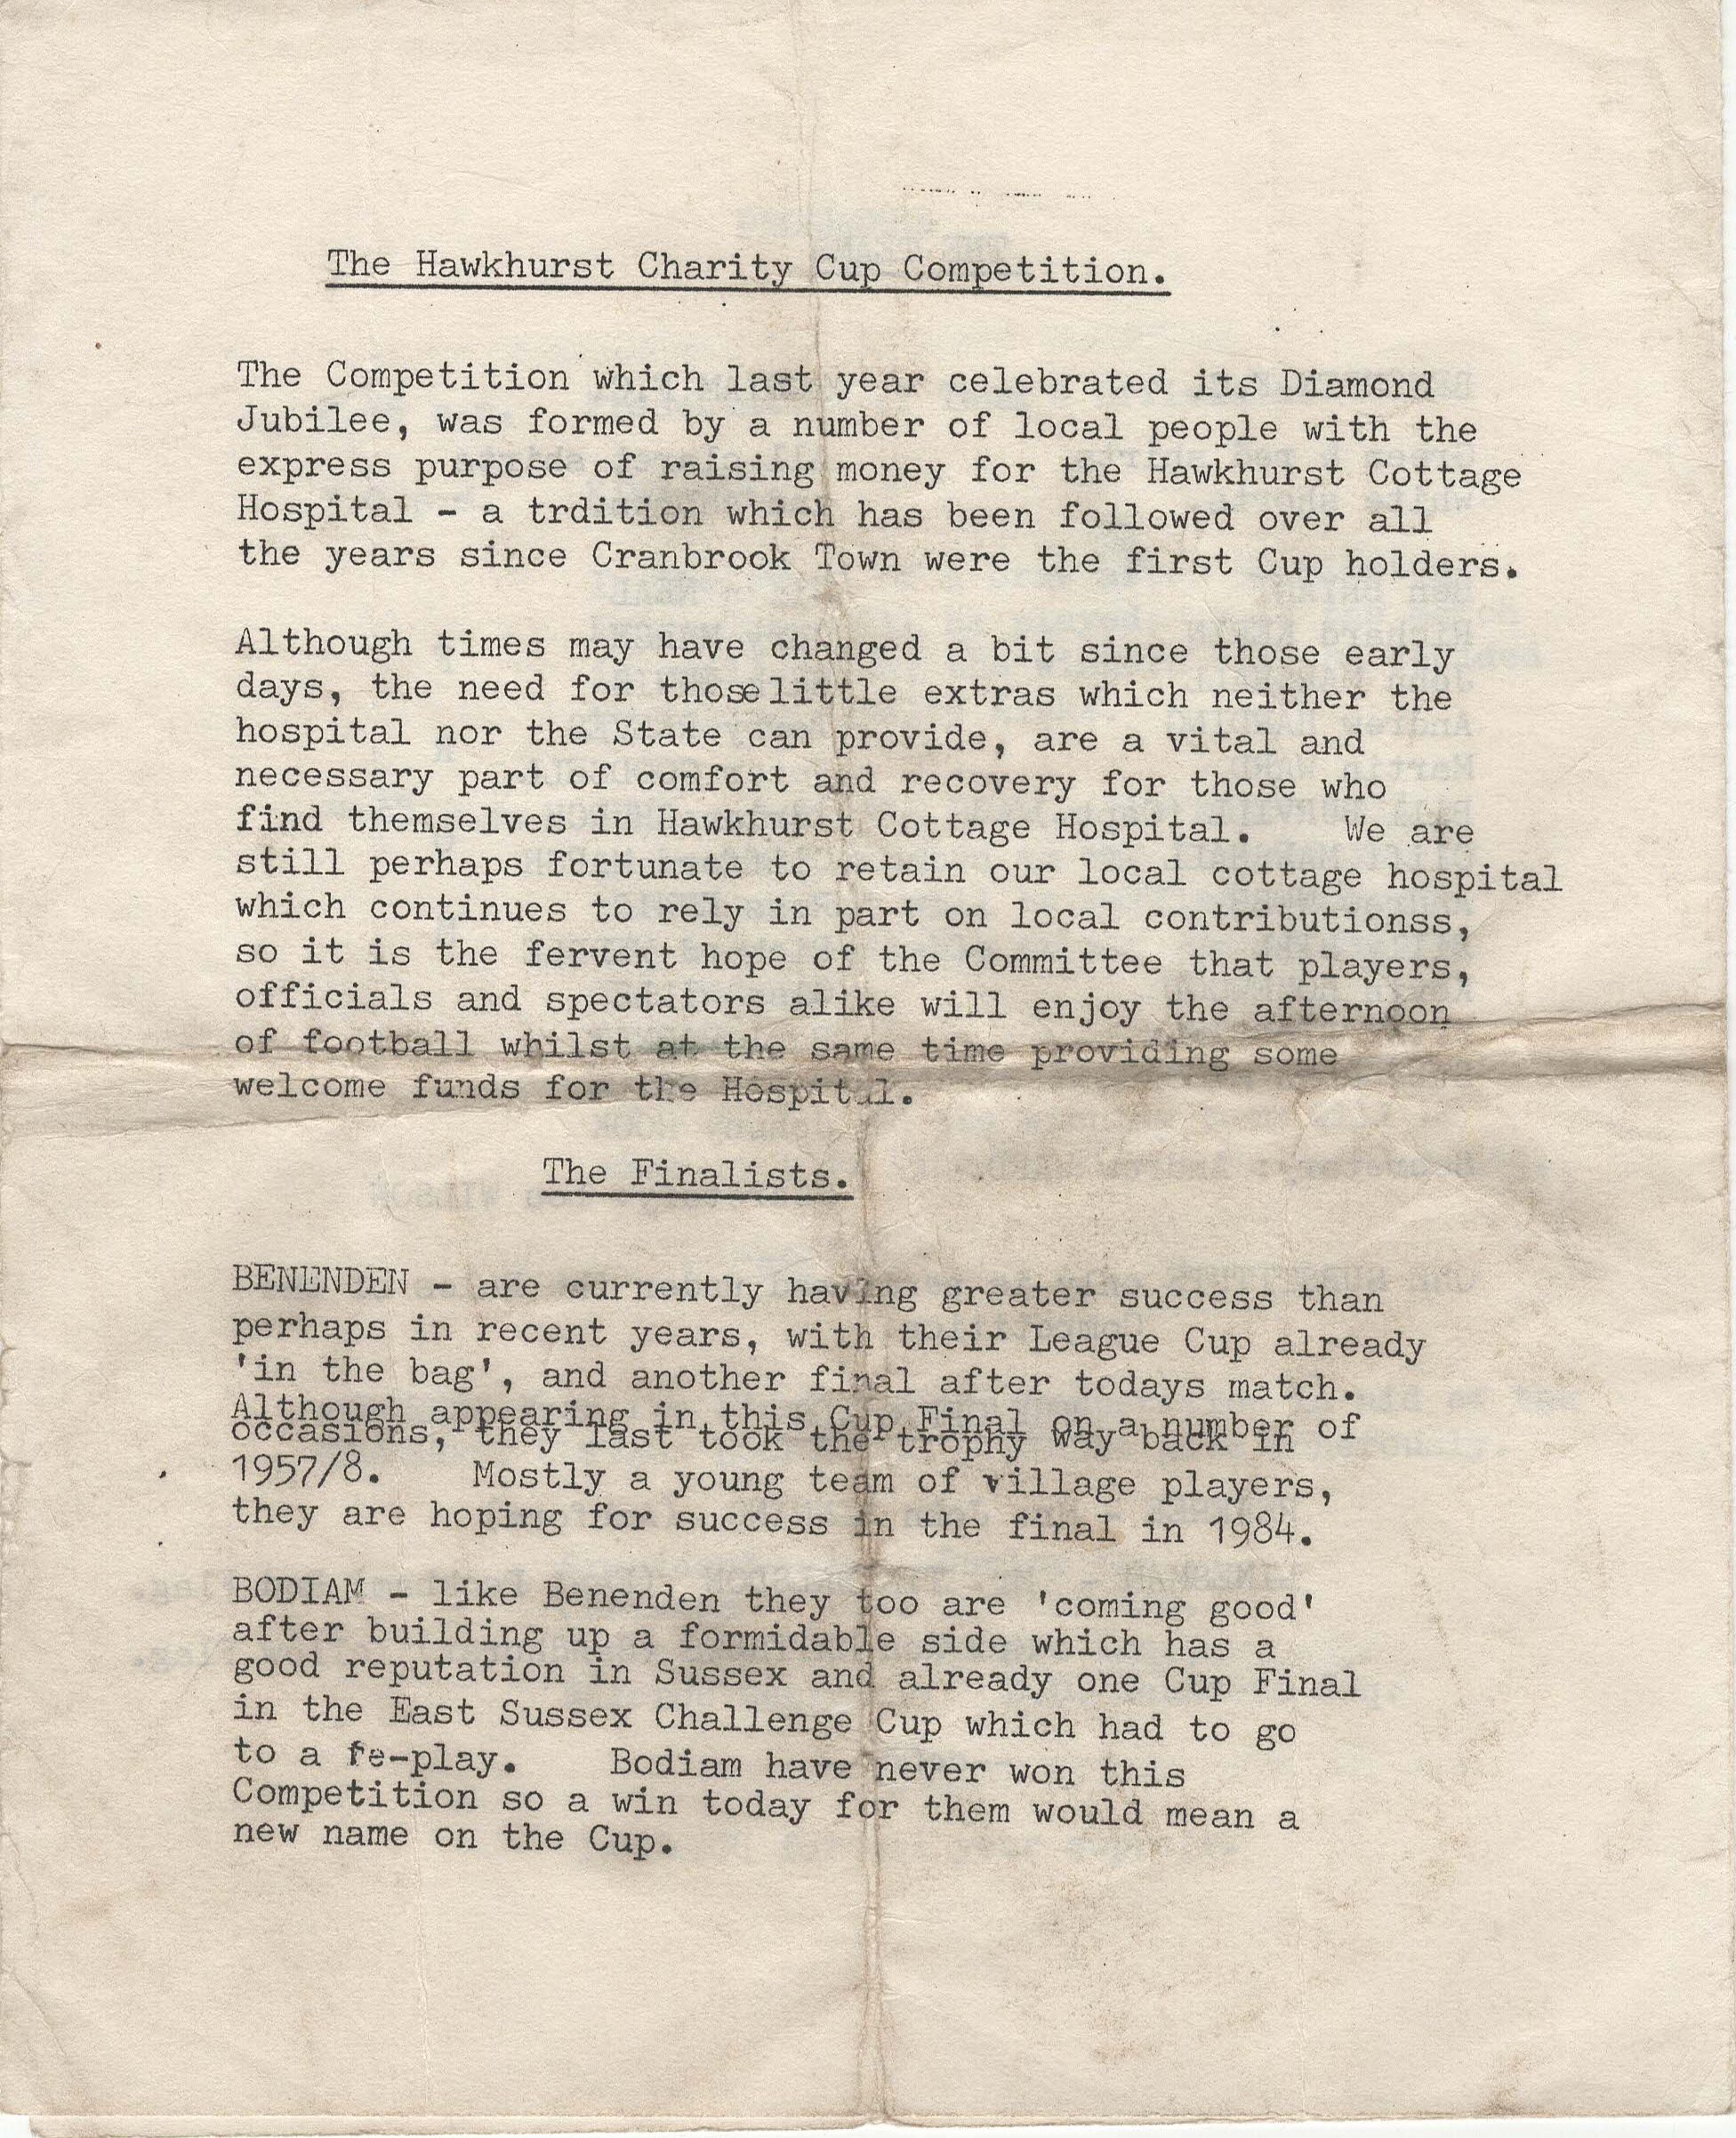 The Hawkhurst Charity Cup Competition.
The Competition which last year celebrated its Diamond
Jubilee, was formed by a number of local people with the
express purpose of raising money for the Hawkhurst Cottage
Hospital - a trdition which has been followed over all
the years since Cranbrook Town were the first Cup holders.
Although times may have changed a bit since those early
days, the need for those little extras which neither the
hospital nor the State can provide, are a vital and
necessary part of comfort and recovery for those who
find themselves in Hawkhurst Cottage Hospital.    We are
still perhaps fortunate to retain our local cottage hospital
which continues to rely in part on local contributionss,
so it is the fervent hope of the Committee that players,
officials and spectators alike will enjoy the afternoon
of football whilst at the same time providing some
welcome funds for the Hospital.
The Finalists.
BENENDEN - are currently having greater success than
perhaps in recent years, with their League Cup already
'in the bag', and another final after todays match.
Although appearing in this Cup Final on a number of
occasions, they last took the trophy way back in
1957/8.    Mostly a young team of village players,
they are hoping for success in the final in 1984.
BODIAM - like Benenden they too are 'coming good'
after building up a formidable side which has a
good reputation in Sussex and already one Cup Final
in the East Sussex Challenge Cup which had to go
to a re-play.    Bodiam have never won this
Competition so a win today for them would mean a
new name on the Cup.